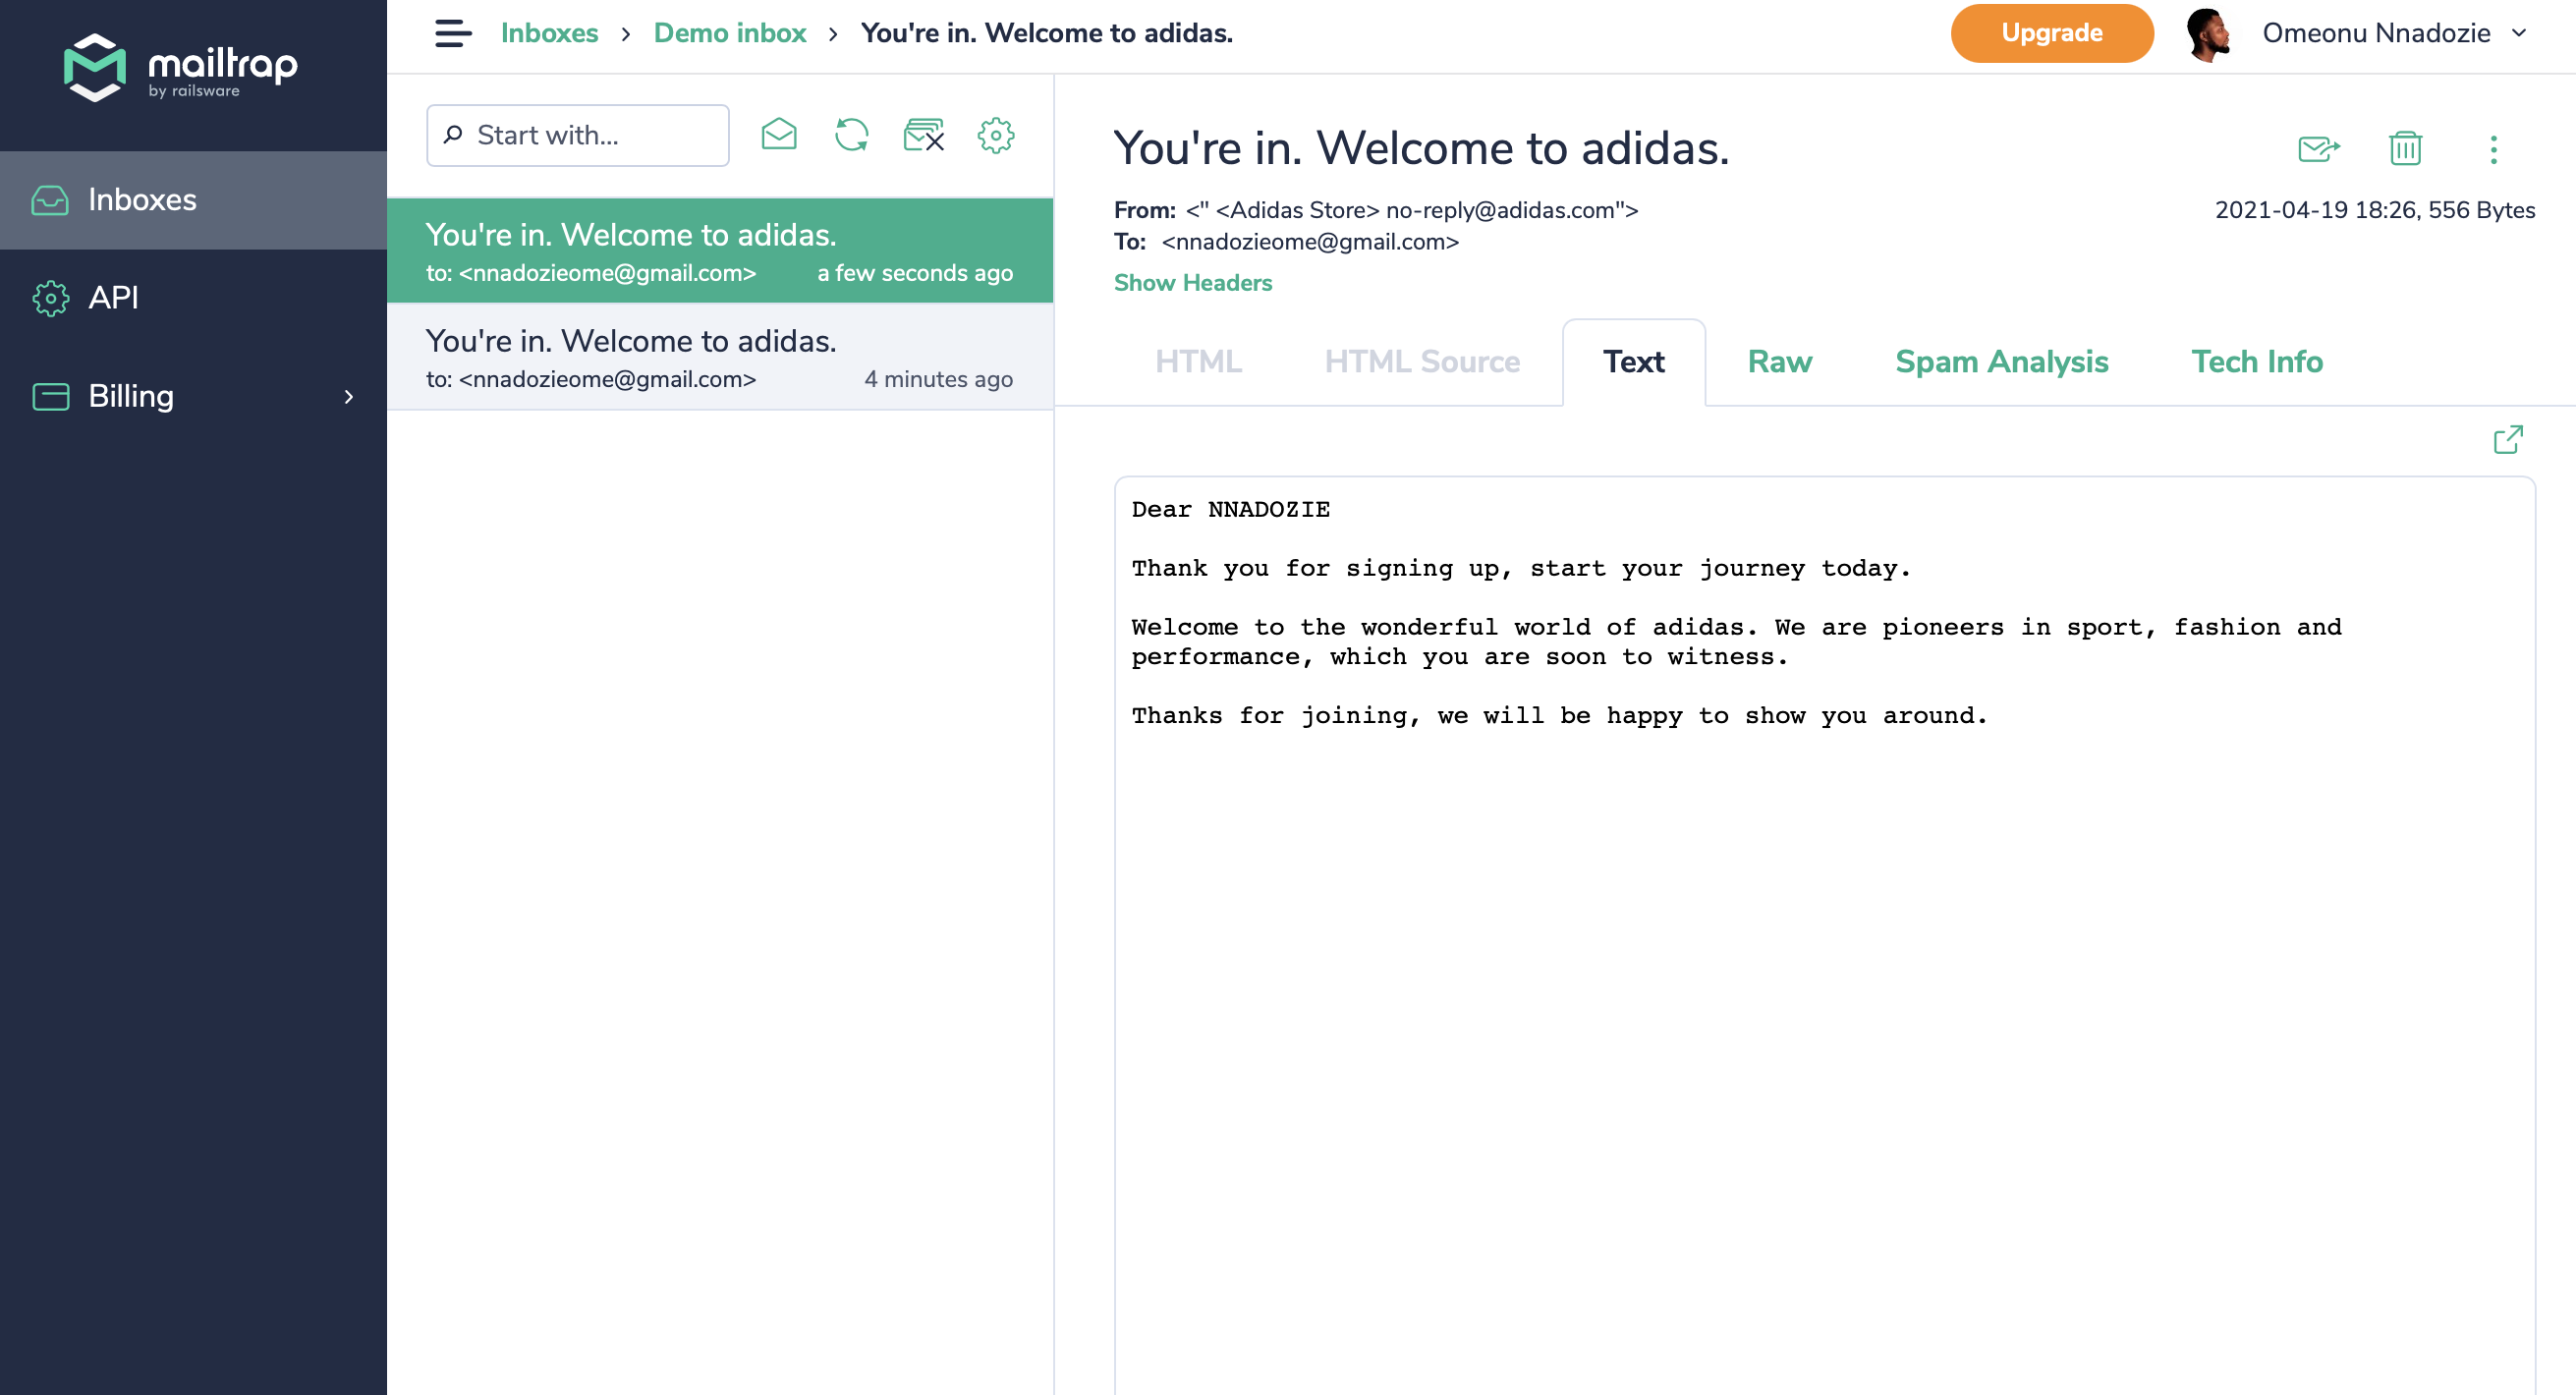 mailtrap
by railsware
Inboxes
API
Billing
Inboxes > Demo inbox > You're in. Welcome to adidas.
Upgrade
Omeonu Nnadozie
Start with...
You're in. Welcome to adidas.
to: <nnadozieome@gmail.com> a few seconds ago
You're in. Welcome to adidas.
to: <nnadozieome@gmail.com> 4 minutes ago
You're in. Welcome to adidas.
From: <" <Adidas Store> no-reply@adidas.com">
2021-04-19 18:26, 556 Bytes
To: <nnadozieome@gmail.com>
Show Headers
HTML HTML Source Text Raw Spam Analysis Tech Info
Dear NNADOZIE
Thank you for signing up, start your journey today.
Welcome to the wonderful world of adidas. We are pioneers in sport, fashion and
performance, which you are soon to witness.
Thanks for joining, we will be happy to show you around.